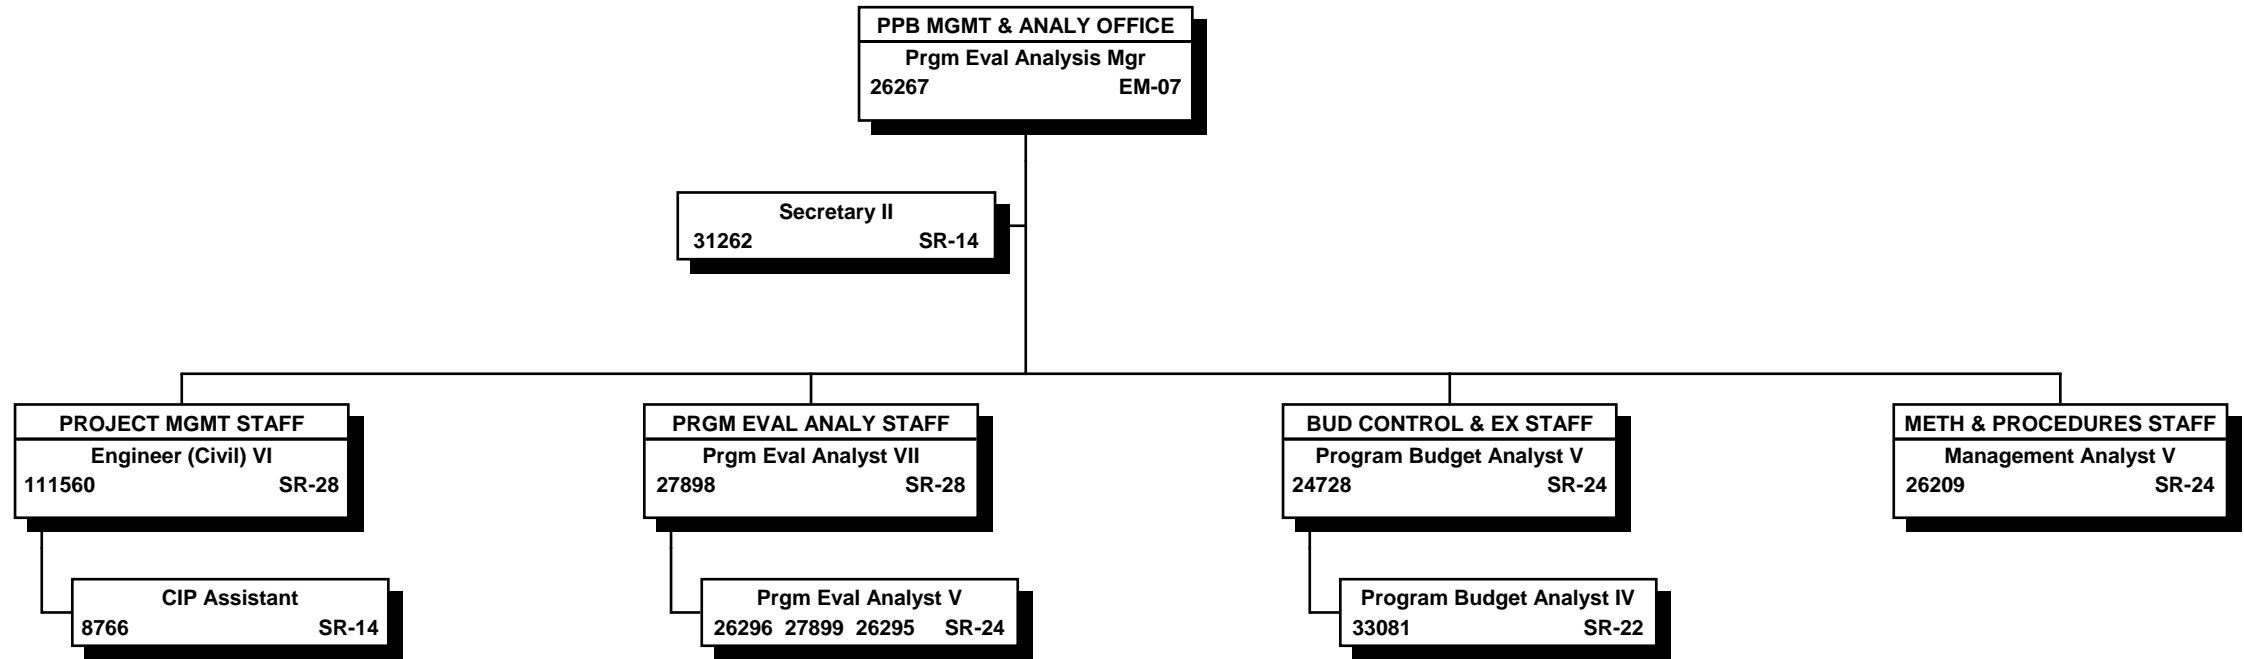 PPB MGMT & ANALY OFFICE
Prgm Eval Analysis Mgr
26267 EM-07
Secretary II
31262 SR-14
PROJECT MGMT STAFF
Engineer (Civil) VI
111560 SR-28
PRGM EVAL ANALY STAFF
Prgm Eval Analyst VII
27898 SR-28
BUD CONTROL & EX STAFF
Program Budget Analyst V
24728 SR-24
METH & PROCEDURES STAFF
Management Analyst V
26209 SR-24
CIP Assistant
8766 SR-14
Prgm Eval Analyst V
26296 27899 26295 SR-24
Program Budget Analyst IV
33081 SR-22